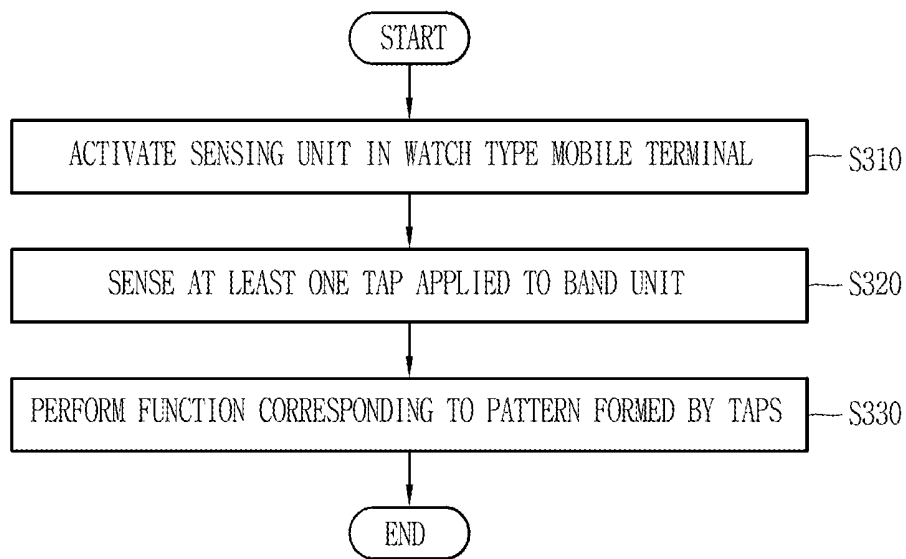 START
ACTIVATE SENSING UNIT IN WATCH TYPE MOBILE TERMINAL
S310
SENSE AT LEAST ONE TAP APPLIED TO BAND UNIT
S320
PERFORM FUNCTION CORRESPONDING TO PATTERN FORMED BY TAPS
S330
END